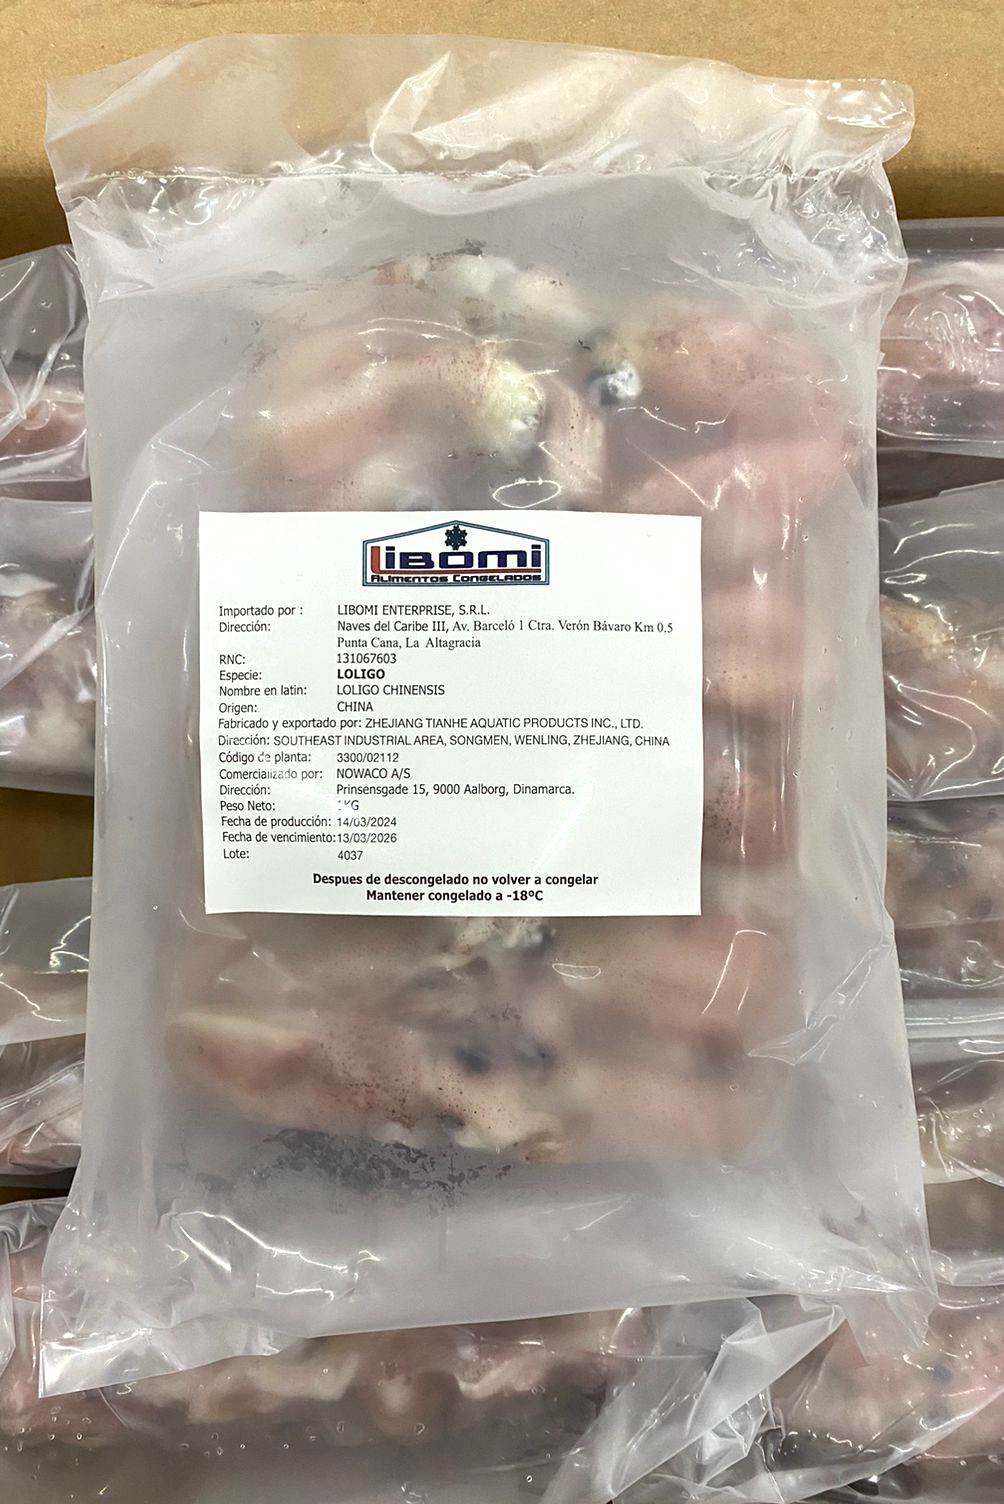 LIBOMI
ALIMENTOS CONGELADOS
Importado por : LIBOMI ENTERPRISE, S.R.L.
Dirección: Naves del Caribe III, Av. Barceló 1 Ctra. Verón Bávaro Km 0.5
Punta Cana, La Altagracia
RNC: 131067603
Especie: LOLIGO
Nombre en latin: LOLIGO CHINENSIS
Origen: CHINA
Fabricado y exportado por: ZHEJIANG TIANHE AQUATIC PRODUCTS INC., LTD.
Dirección: SOUTHEAST INDUSTRIAL AREA, SONGMEN, WENLING, ZHEJIANG, CHINA
Código de planta: 3300/02112
Comercializado por: NOWACO A/S
Dirección: Prinsensgade 15, 9000 Aalborg, Dinamarca.
Peso Neto: 1KG
Fecha de producción: 14/03/2024
Fecha de vencimiento: 13/03/2026
Lote: 4037
Despues de descongelado no volver a congelar
Mantener congelado a -18ºC